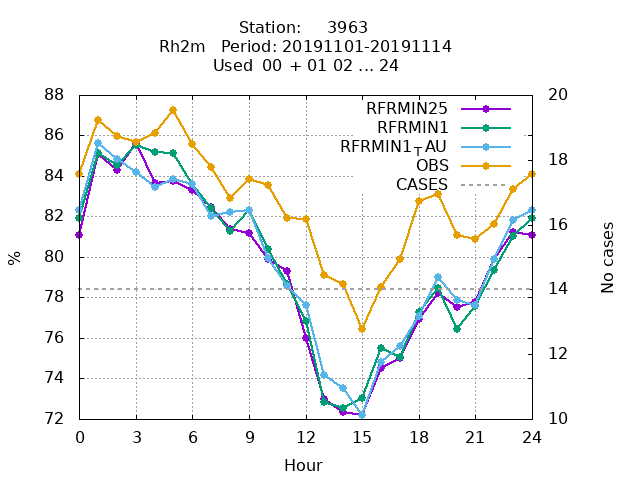 Station: 3963
Rh2m Period: 20191101-20191114
Used 00 + 01 02 ... 24
88
86
84
82
80
78
76
74
72
%
20
18
16
14
12
10
No cases
RFRMIN25
RFRMIN1
RFRMIN1TAU
OBS
CASES
0 3 6 9 12 15 18 21 24
Hour